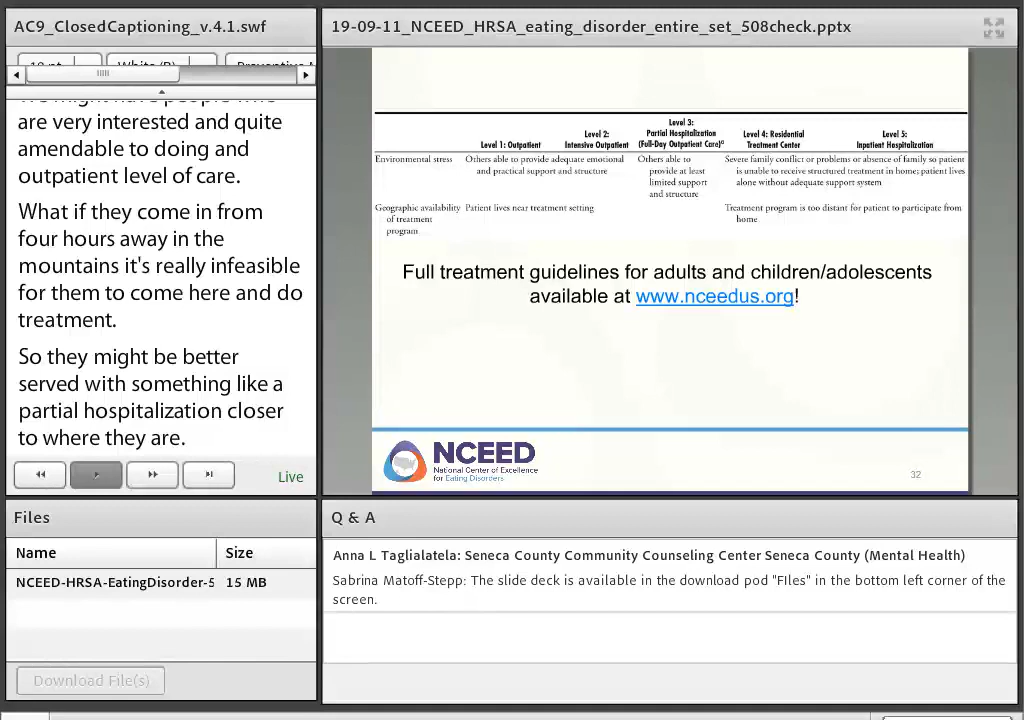 AC9_ClosedCaptioning_v.4.1.swf
are very interested and quite
amendable to doing and
outpatient level of care.
What if they come in from
four hours away in the
mountains it's really infeasible
for them to come here and do
treatment.
So they might be better
served with something like a
partial hospitalization closer
to where they are.
Live
19-09-11_NCEED_HRSA_eating_disorder_entire_set_508check.pptx
Level 1: Outpatient
Level 2:
Intensive Outpatient
Level 3:
Partial Hospitalization
(Full-Day Outpatient Care)
Level 4: Residential
Treatment Center
Level 5:
Inpatient Hospitalization
Environmental stress
Others able to provide adequate emotional
and practical support and structure
Others able to
provide at least
limited support
and structure
Severe family conflict or problems or absence of family so patient
is unable to receive structured treatment in home; patient lives
alone without adequate support system
Geographic availability
of treatment
program
Patient lives near treatment setting
Treatment program is too distant for patient to participate from
home
Full treatment guidelines for adults and children/adolescents
available at www.nceedus.org!
NCEED
National Center of Excellence
for Eating Disorders
32
Files
Name Size
NCEED-HRSA-EatingDisorder-5 15 MB
Download File(s)
Q & A
Anna L Taglialatela: Seneca County Community Counseling Center Seneca County (Mental Health)
Sabrina Matoff-Stepp: The slide deck is available in the download pod "FIles" in the bottom left corner of the
screen.